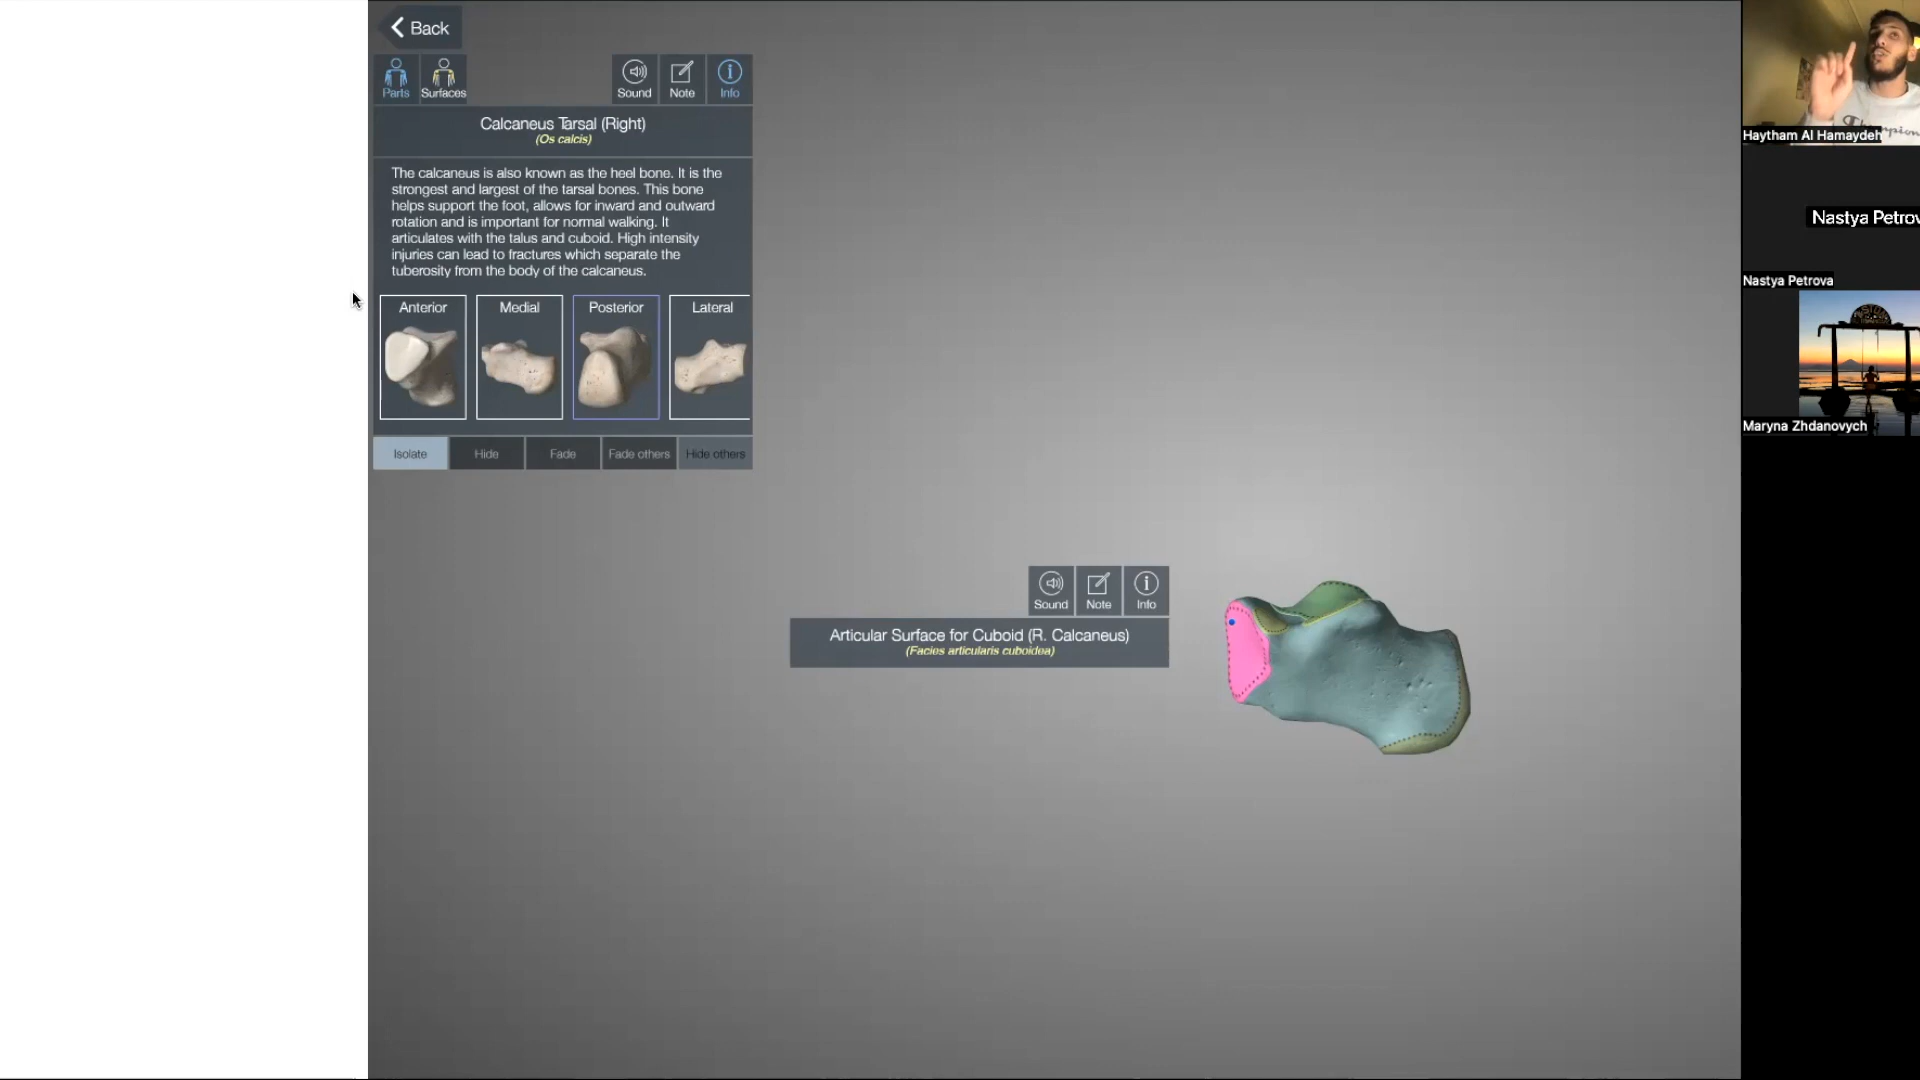 Back
Parts
Surfaces
Sound
Note
Info
Calcaneus Tarsal (Right)
(Os calcis)
The calcaneus is also known as the heel bone. It is the
strongest and largest of the tarsal bones. This bone
helps support the foot, allows for inward and outward
rotation and is important for normal walking. It
articulates with the talus and cuboid. High intensity
injuries can lead to fractures which separate the
tuberosity from the body of the calcaneus.
Anterior
Medial
Posterior
Lateral
Isolate
Hide
Fade
Fade others
Hide others
Sound
Note
Info
Articular Surface for Cuboid (R. Calcaneus)
(Facies articularis cuboidea)
Haytham Al Hamaydeh
Nastya Petrov
Nastya Petrova
Maryna Zhdanovych